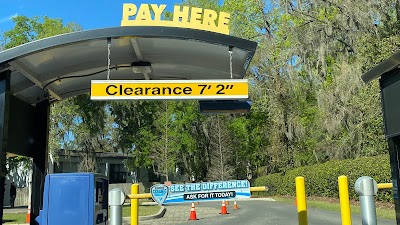 PAY HERE
Clearance 7' 2"
SEE THE DIFFERENCE!
ASK FOR IT TODAY!